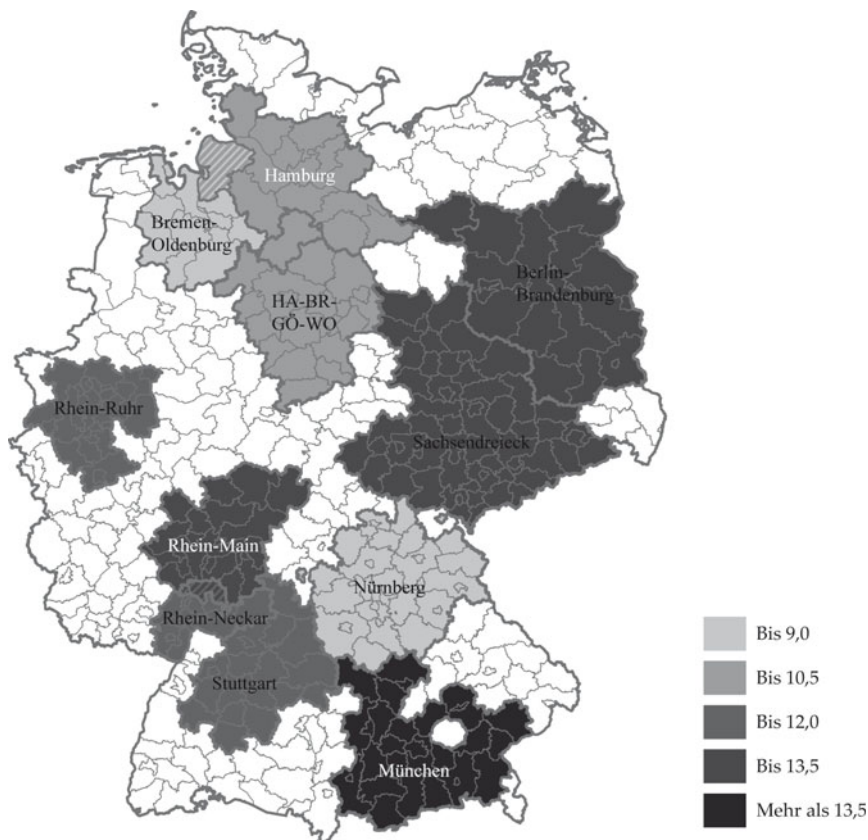 Hamburg
Bremen-
Oldenburg
Berlin-
Brandenburg
HA-BR-
GÖ-WO
Rhein-Ruhr
Sachsendreieck
Rhein-Main
Nürnberg
Rhein-Neckar
Stuttgart
München
Bis 9,0
Bis 10,5
Bis 12,0
Bis 13,5
Mehr als 13,5